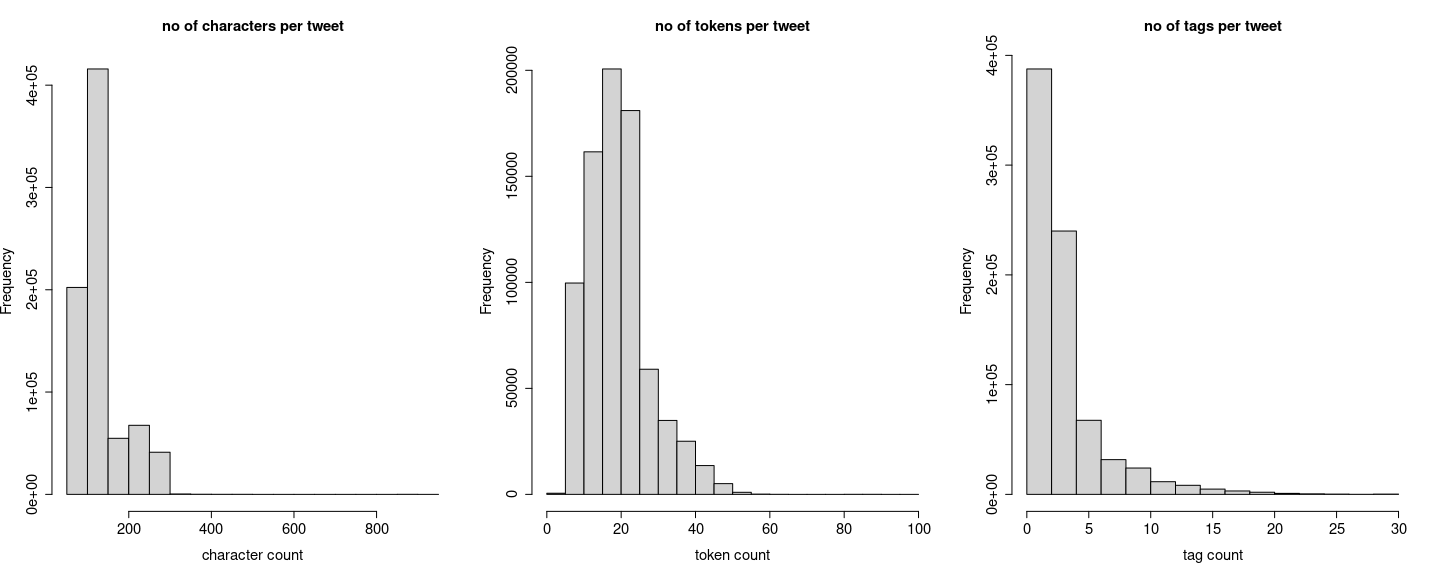 no of characters per tweet
Frequency
0e+00 1e+05 2e+05 3e+05 4e+05
200 400 600 800
character count
no of tokens per tweet
Frequency
0 50000 100000 150000 200000
0 20 40 60 80 100
token count
no of tags per tweet
Frequency
0e+00 1e+05 2e+05 3e+05 4e+05
0 5 10 15 20 25 30
tag count